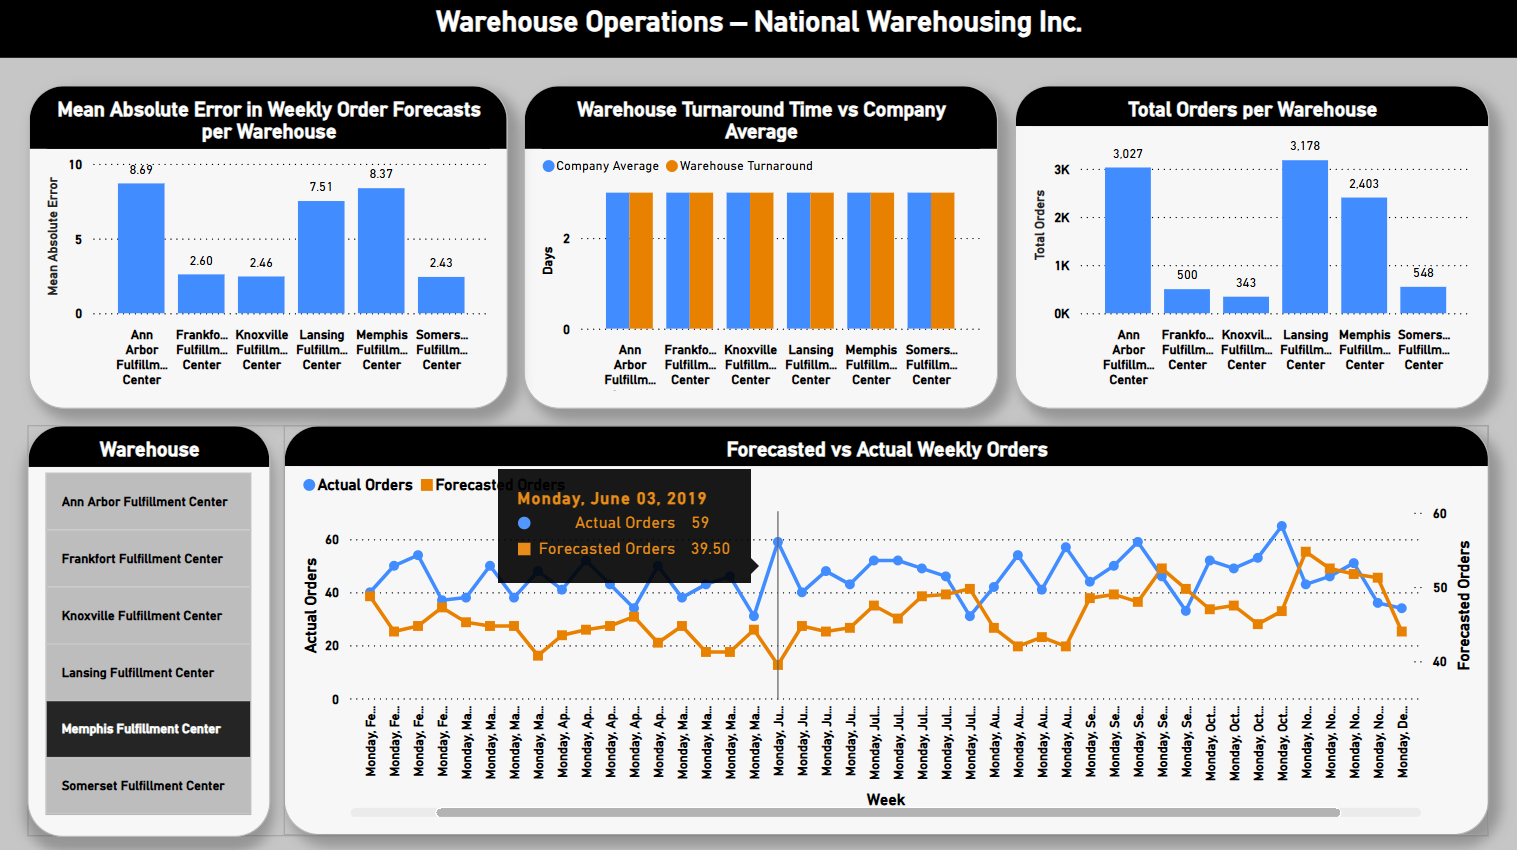 Warehouse Operations – National Warehousing Inc.
Mean Absolute Error in Weekly Order Forecasts
per Warehouse
Mean Absolute Error
10
5
0
8.69
2.60
2.46
7.51
8.37
2.43
Ann
Arbor
Fulfillm...
Center
Frankfo...
Fulfillm...
Center
Knoxville
Fulfillm...
Center
Lansing
Fulfillm...
Center
Memphis
Fulfillm...
Center
Somers...
Fulfillm...
Center
Warehouse Turnaround Time vs Company
Average
Company Average
Warehouse Turnaround
Days
2
0
Ann
Arbor
Fulfillm...
Frankfo...
Fulfillm...
Center
Knoxville
Fulfillm...
Center
Lansing
Fulfillm...
Center
Memphis
Fulfillm...
Center
Somers...
Fulfillm...
Center
Total Orders per Warehouse
Total Orders
3K
2K
1K
0K
3,027
500
343
3,178
2,403
548
Ann
Arbor
Fulfillm...
Center
Frankfo...
Fulfillm...
Center
Knoxvil...
Fulfillm...
Center
Lansing
Fulfillm...
Center
Memphis
Fulfillm...
Center
Somers...
Fulfillm...
Center
Warehouse
Ann Arbor Fulfillment Center
Frankfort Fulfillment Center
Knoxville Fulfillment Center
Lansing Fulfillment Center
Memphis Fulfillment Center
Somerset Fulfillment Center
Forecasted vs Actual Weekly Orders
Actual Orders
Forecasted Orders
Monday, June 03, 2019
Actual Orders 59
Forecasted Orders 39.50
Actual Orders
60
40
20
0
60
50
40
Forecasted Orders
Monday, Fe...
Monday, Fe...
Monday, Fe...
Monday, Fe...
Monday, Ma...
Monday, Ma...
Monday, Ma...
Monday, Ma...
Monday, Ap...
Monday, Ap...
Monday, Ap...
Monday, Ap...
Monday, Ap...
Monday, Ma...
Monday, Ma...
Monday, Ma...
Monday, Ma...
Monday, Ju...
Monday, Ju...
Monday, Ju...
Monday, Ju...
Monday, Jul...
Monday, Jul...
Monday, Jul...
Monday, Jul...
Monday, Jul...
Monday, Au...
Monday, Au...
Monday, Au...
Monday, Au...
Monday, Se...
Monday, Se...
Monday, Se...
Monday, Se...
Monday, Se...
Monday, Oct...
Monday, Oct...
Monday, Oct...
Monday, Oct...
Monday, No...
Monday, No...
Monday, No...
Monday, No...
Monday, De...
Week